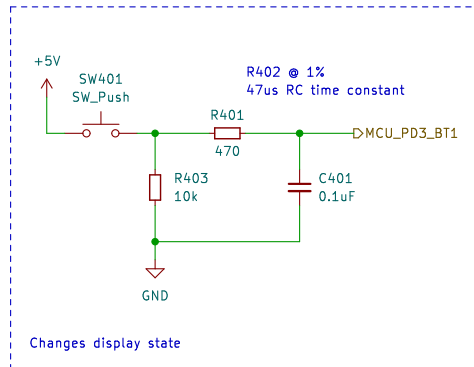 +5V
SW401
SW_Push
R402 @ 1%
47us RC time constant
R401
470
MCU_PD3_BT1
R403
10k
C401
0.1uF
GND
Changes display state